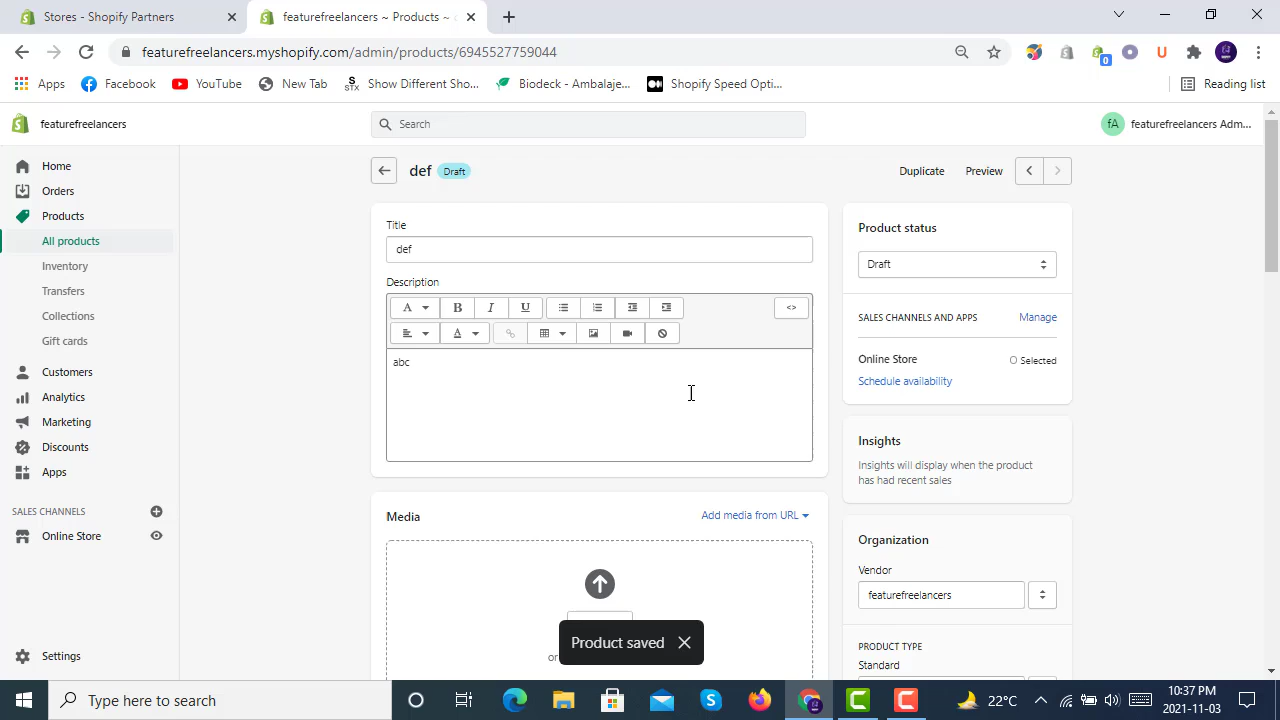 Stores - Shopify Partners
featurefreelancers ~ Products ~
featurefreelancers.myshopify.com/admin/products/6945527759044
0
Apps
Facebook
YouTube
New Tab
STX
Show Different Sho...
Biodeck - Ambalaje...
Shopify Speed Opti...
Reading list
featurefreelancers
Search
fA
featurefreelancers Adm...
Home
Orders
Products
All products
Inventory
Transfers
Collections
Gift cards
Customers
Analytics
Marketing
Discounts
Apps
SALES CHANNELS
Online Store
Settings
def
Draft
Duplicate
Preview
Title
def
Description
A
B
I
U
<>
A
abc
Media
Add media from URL
or
Product saved
Product status
Draft
SALES CHANNELS AND APPS
Manage
Online Store
0 Selected
Schedule availability
Insights
Insights will display when the product
has had recent sales
Organization
Vendor
featurefreelancers
PRODUCT TYPE
Standard
Type here to search
22°C
10:37 PM
2021-11-03